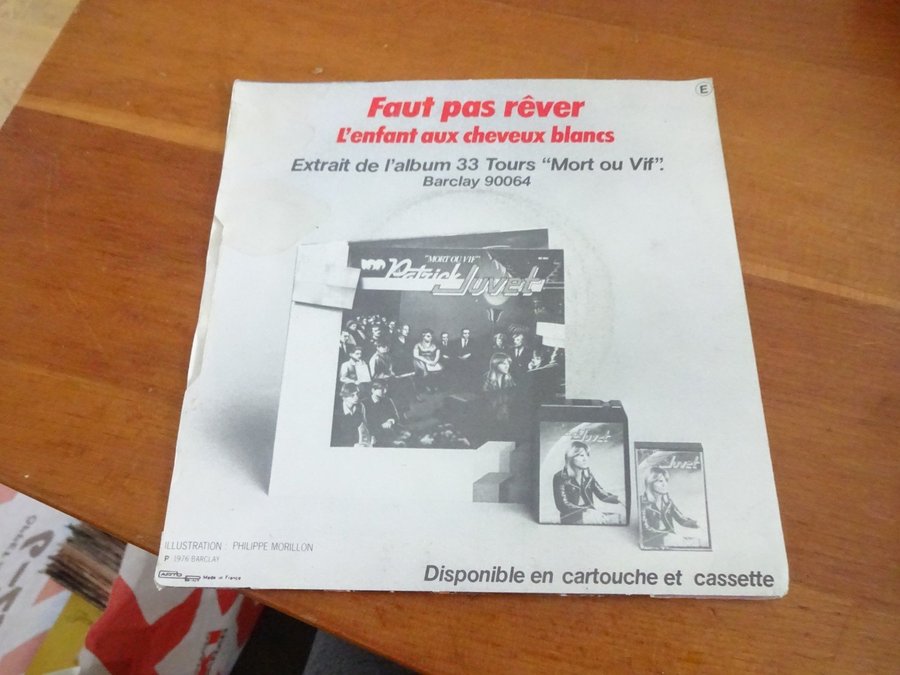 E
Faut pas rêver
L'enfant aux cheveux blancs
Extrait de l'album 33 Tours "Mort ou Vif".
Barclay 90064
"MORT OU VIF"
Patrick Juvet
Juvet
Juvet
ILLUSTRATION : PHILIPPE MORILLON
P 1976 BARCLAY
Made in France
Disponible en cartouche et cassette